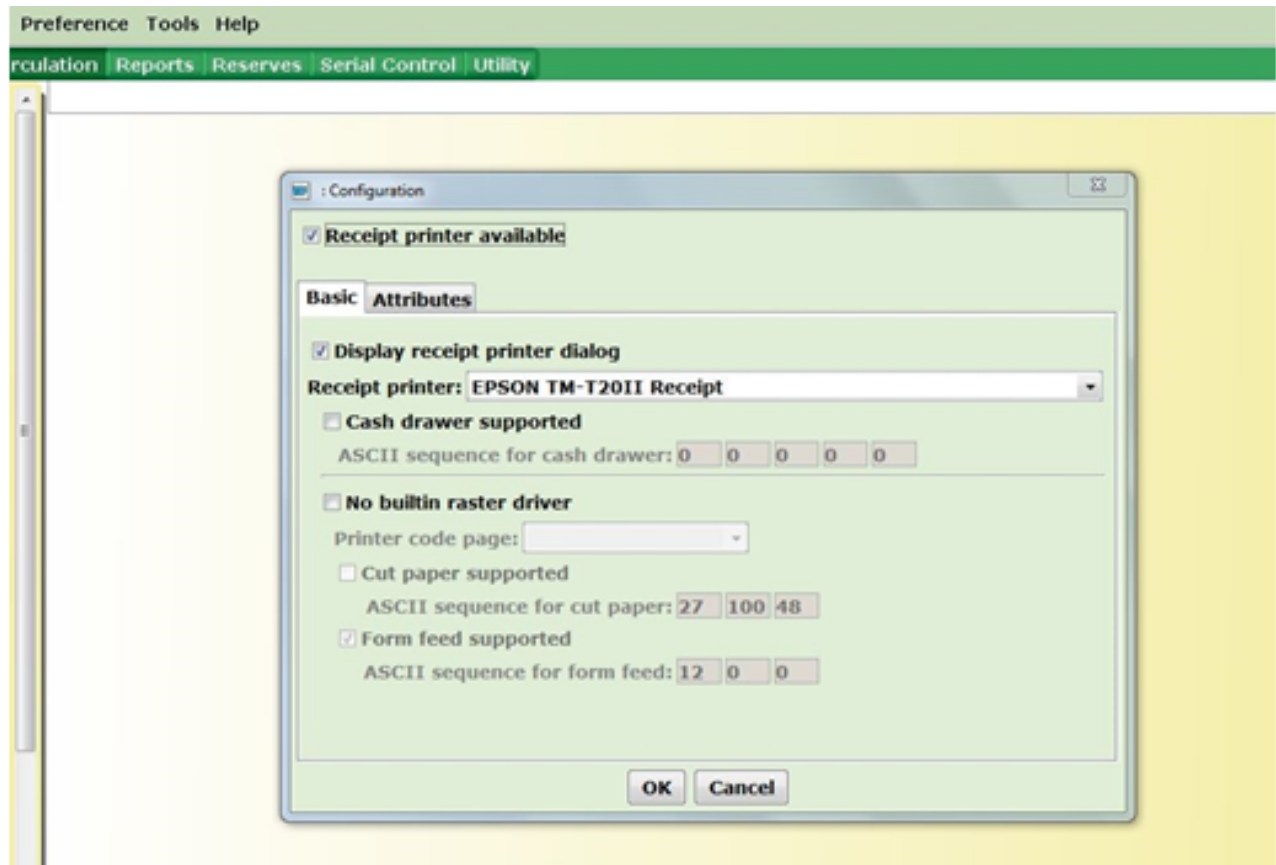 Preference Tools Help
rculation Reports Reserves Serial Control Utility
: Configuration
Receipt printer available
Basic Attributes
Display receipt printer dialog
Receipt printer: EPSON TM-T20II Receipt
Cash drawer supported
ASCII sequence for cash drawer: 0 0 0 0 0
No builtin raster driver
Printer code page:
Cut paper supported
ASCII sequence for cut paper: 27 100 48
Form feed supported
ASCII sequence for form feed: 12 0 0
OK Cancel